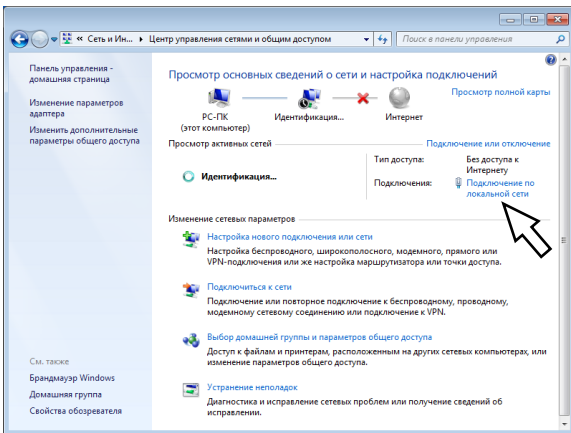 « Сеть и Ин... ▸ Центр управления сетями и общим доступом
Поиск в панели управления
Панель управления -
домашняя страница
Изменение параметров
адаптера
Изменить дополнительные
параметры общего доступа
См. также
Брандмауэр Windows
Домашняя группа
Свойства обозревателя
Просмотр основных сведений о сети и настройка подключений
Просмотр полной карты
РС-ПК
(этот компьютер)
Идентификация...
Интернет
Просмотр активных сетей
Подключение или отключение
Идентификация...
Тип доступа: Без доступа к
Интернету
Подключения: Подключение по
локальной сети
Изменение сетевых параметров
Настройка нового подключения или сети
Настройка беспроводного, широкополосного, модемного, прямого или
VPN-подключения или же настройка маршрутизатора или точки доступа.
Подключиться к сети
Подключение или повторное подключение к беспроводному, проводному,
модемному сетевому соединению или подключение к VPN.
Выбор домашней группы и параметров общего доступа
Доступ к файлам и принтерам, расположенным на других сетевых компьютерах, или
изменение параметров общего доступа.
Устранение неполадок
Диагностика и исправление сетевых проблем или получение сведений об
исправлении.